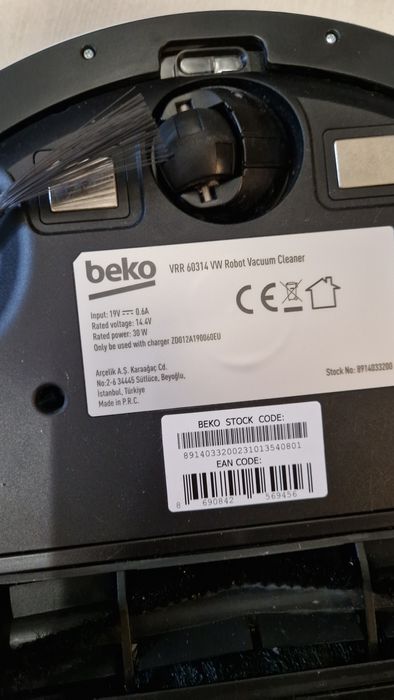 beko
VRR 60314 VW Robot Vacuum Cleaner
Input: 19V ⎓ 0.6A
Rated voltage: 14.4V
Rated power: 30 W
Only be used with charger ZD012A190060EU
CE
Arçelik A.Ş. Karaağaç Cd.
No:2-6 34445 Sütlüce, Beyoğlu,
İstanbul, Türkiye
Made in P.R.C.
Stock No: 8914033200
BEKO STOCK CODE:
8914033200231013540801
EAN CODE:
8 690842 569456